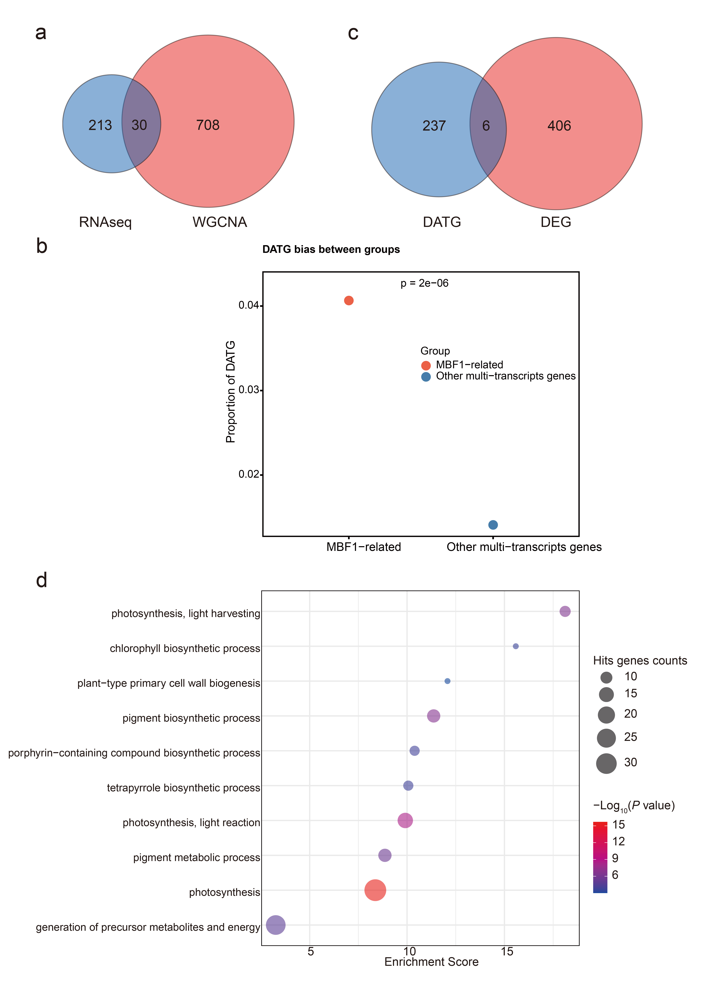 a
213 30 708
RNAseq WGCNA
c
237 6 406
DATG DEG
b
DATG bias between groups
p = 2e−06
0.04
0.03
0.02
Proportion of DATG
Group
MBF1−related
Other multi−transcripts genes
MBF1−related Other multi−transcripts genes
d
photosynthesis, light harvesting
chlorophyll biosynthetic process
plant−type primary cell wall biogenesis
pigment biosynthetic process
porphyrin−containing compound biosynthetic process
tetrapyrrole biosynthetic process
photosynthesis, light reaction
pigment metabolic process
photosynthesis
generation of precursor metabolites and energy
5 10 15
Enrichment Score
Hits genes counts
10
15
20
25
30
−Log10(P value)
15
12
9
6